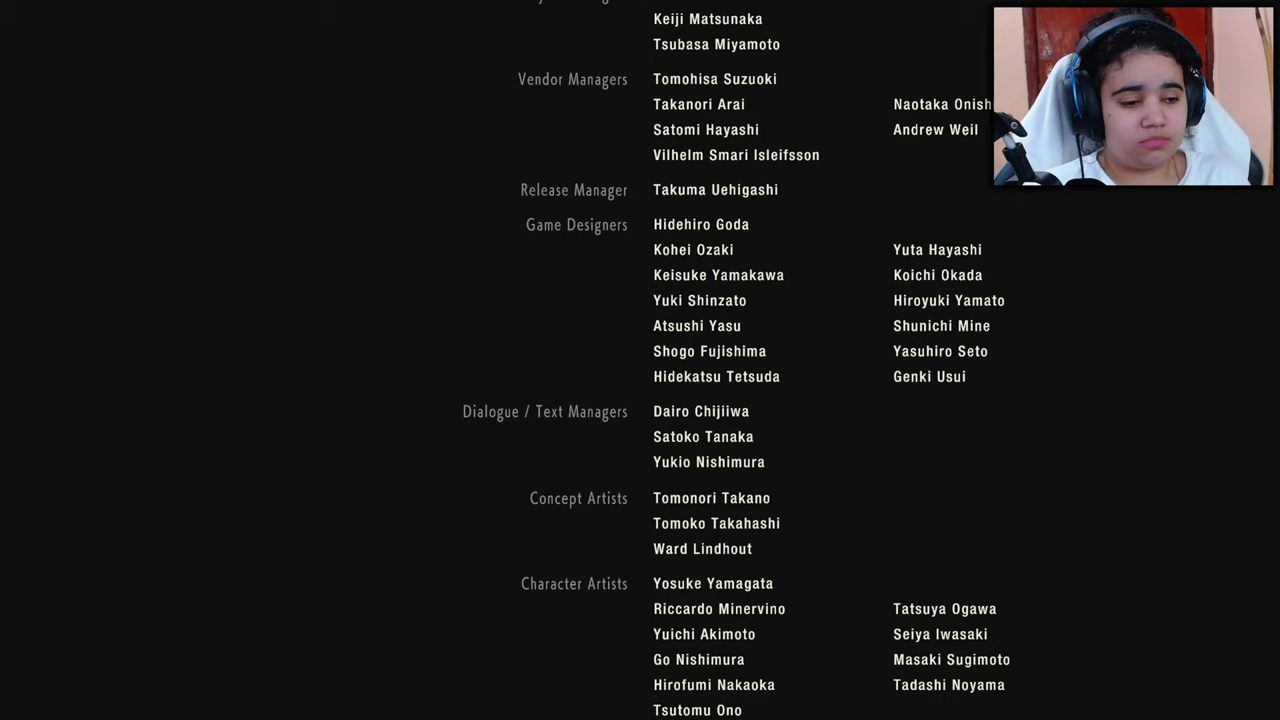 Keiji Matsunaka
Tsubasa Miyamoto
Vendor Managers Tomohisa Suzuoki
Takanori Arai Naotaka Onish
Satomi Hayashi Andrew Weil
Vilhelm Smari Isleifsson
Release Manager Takuma Uehigashi
Game Designers Hidehiro Goda
Kohei Ozaki Yuta Hayashi
Keisuke Yamakawa Koichi Okada
Yuki Shinzato Hiroyuki Yamato
Atsushi Yasu Shunichi Mine
Shogo Fujishima Yasuhiro Seto
Hidekatsu Tetsuda Genki Usui
Dialogue / Text Managers Dairo Chijiiwa
Satoko Tanaka
Yukio Nishimura
Concept Artists Tomonori Takano
Tomoko Takahashi
Ward Lindhout
Character Artists Yosuke Yamagata
Riccardo Minervino Tatsuya Ogawa
Yuichi Akimoto Seiya Iwasaki
Go Nishimura Masaki Sugimoto
Hirofumi Nakaoka Tadashi Noyama
Tsutomu Ono